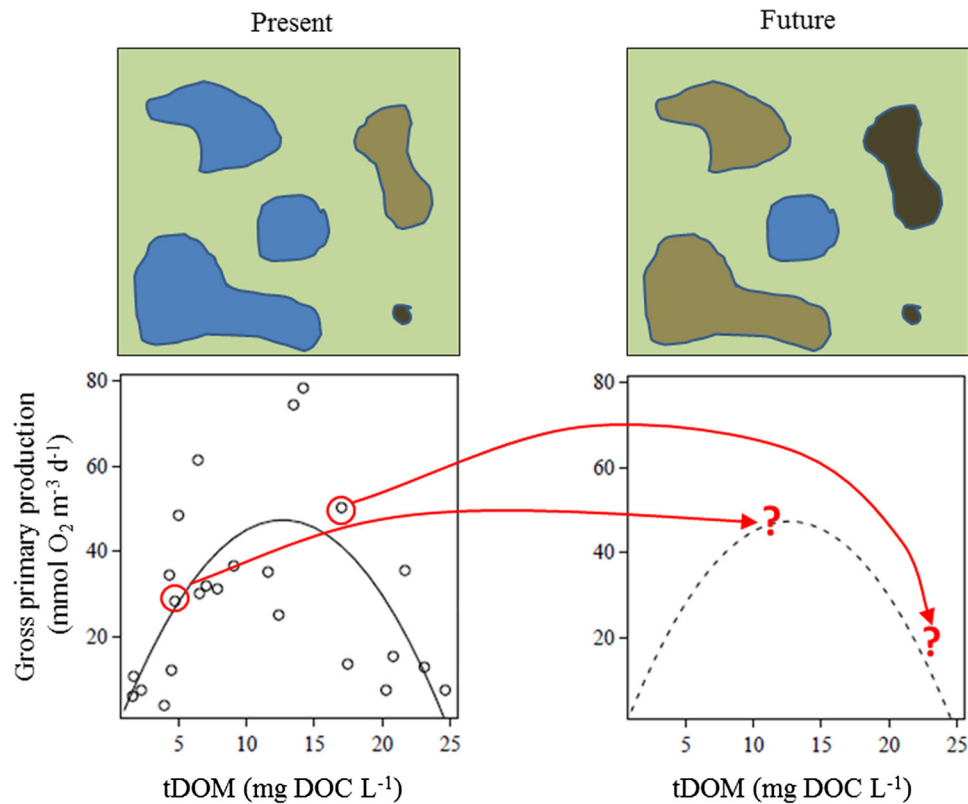 Present
Future
Gross primary production
(mmol O₂ m⁻³ d⁻¹)
80
60
40
20
5 10 15 20 25
tDOM (mg DOC L⁻¹)
80
60
40
20
?
?
5 10 15 20 25
tDOM (mg DOC L⁻¹)